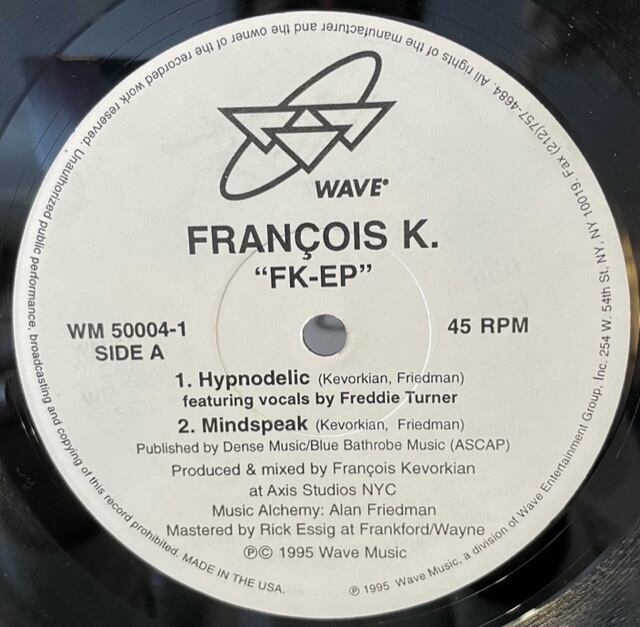 WAVE
FRANÇOIS K.
“FK-EP”
WM 50004-1
SIDE A
45 RPM
1. Hypnodelic (Kevorkian, Friedman)
featuring vocals by Freddie Turner
2. Mindspeak (Kevorkian, Friedman)
Published by Dense Music/Blue Bathrobe Music (ASCAP)
Produced & mixed by François Kevorkian
at Axis Studios NYC
Music Alchemy: Alan Friedman
Mastered by Rick Essig at Frankford/Wayne
℗© 1995 Wave Music
℗ 1995 Wave Music, a division of Wave Entertainment Group, Inc. 254 W. 54th St, NY, NY 10019. Fax (212)757-4684. All rights of the manufacturer and the owner of the recorded work reserved. Unauthorized public performance, broadcasting and copying of this record prohibited. MADE IN THE USA.